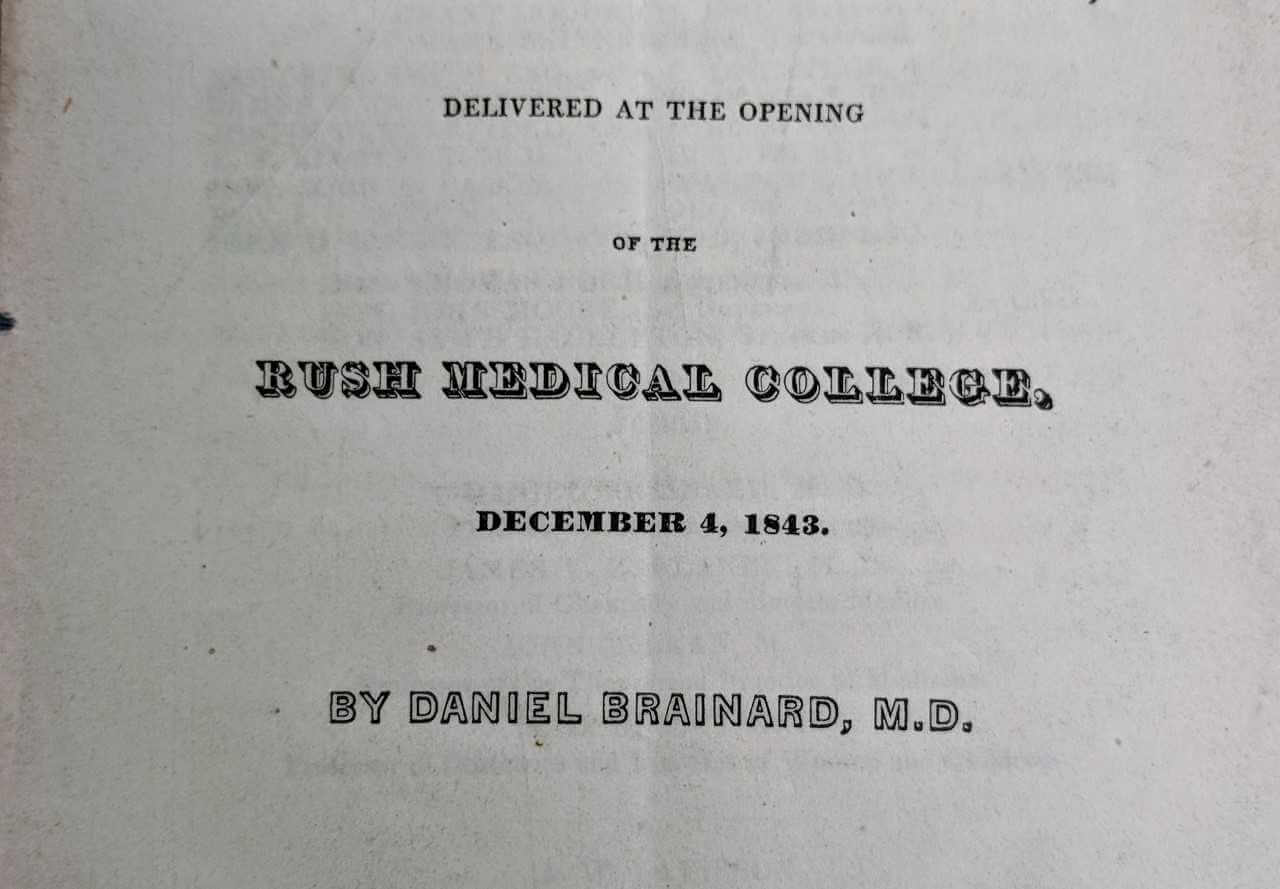 DELIVERED AT THE OPENING
OF THE
RUSH MEDICAL COLLEGE,
DECEMBER 4, 1843.
BY DANIEL BRAINARD, M.D.